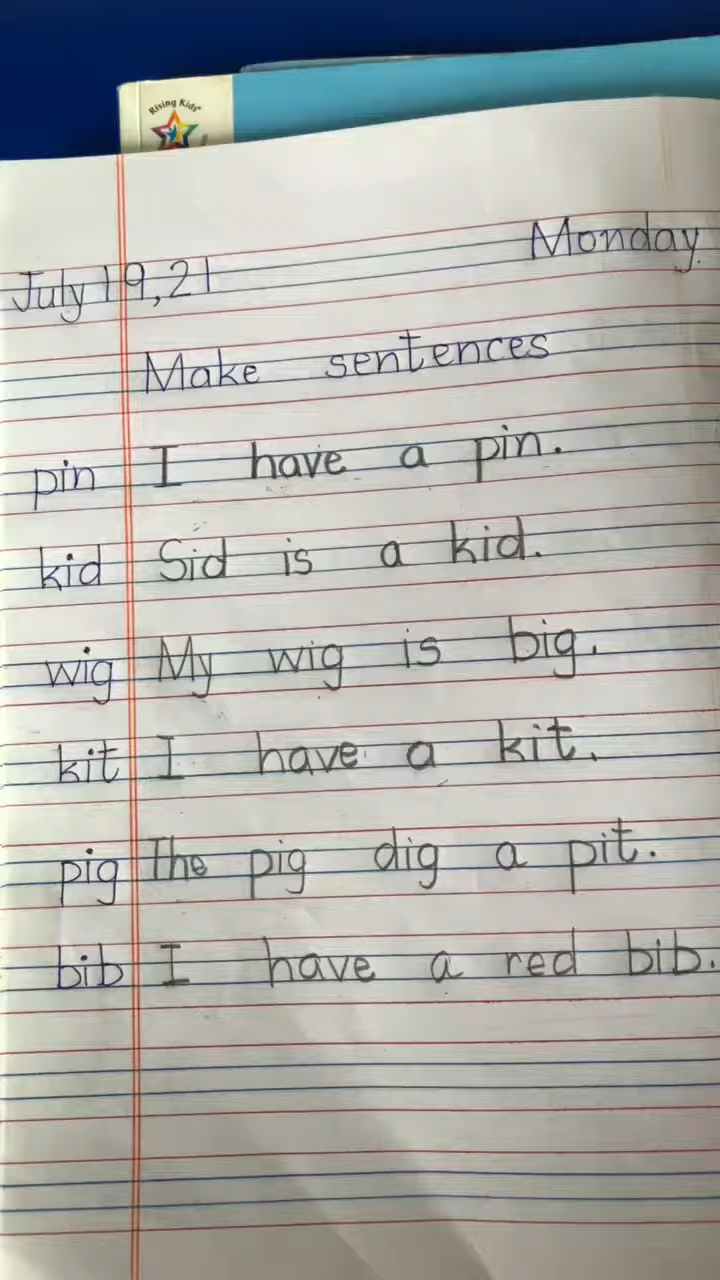 Rising Kids
Monday
July 19, 21
Make sentences
pin I have a pin.
kid Sid is a kid.
wig My wig is big.
kit I have a kit.
pig The pig dig a pit.
bib I have a red bib.